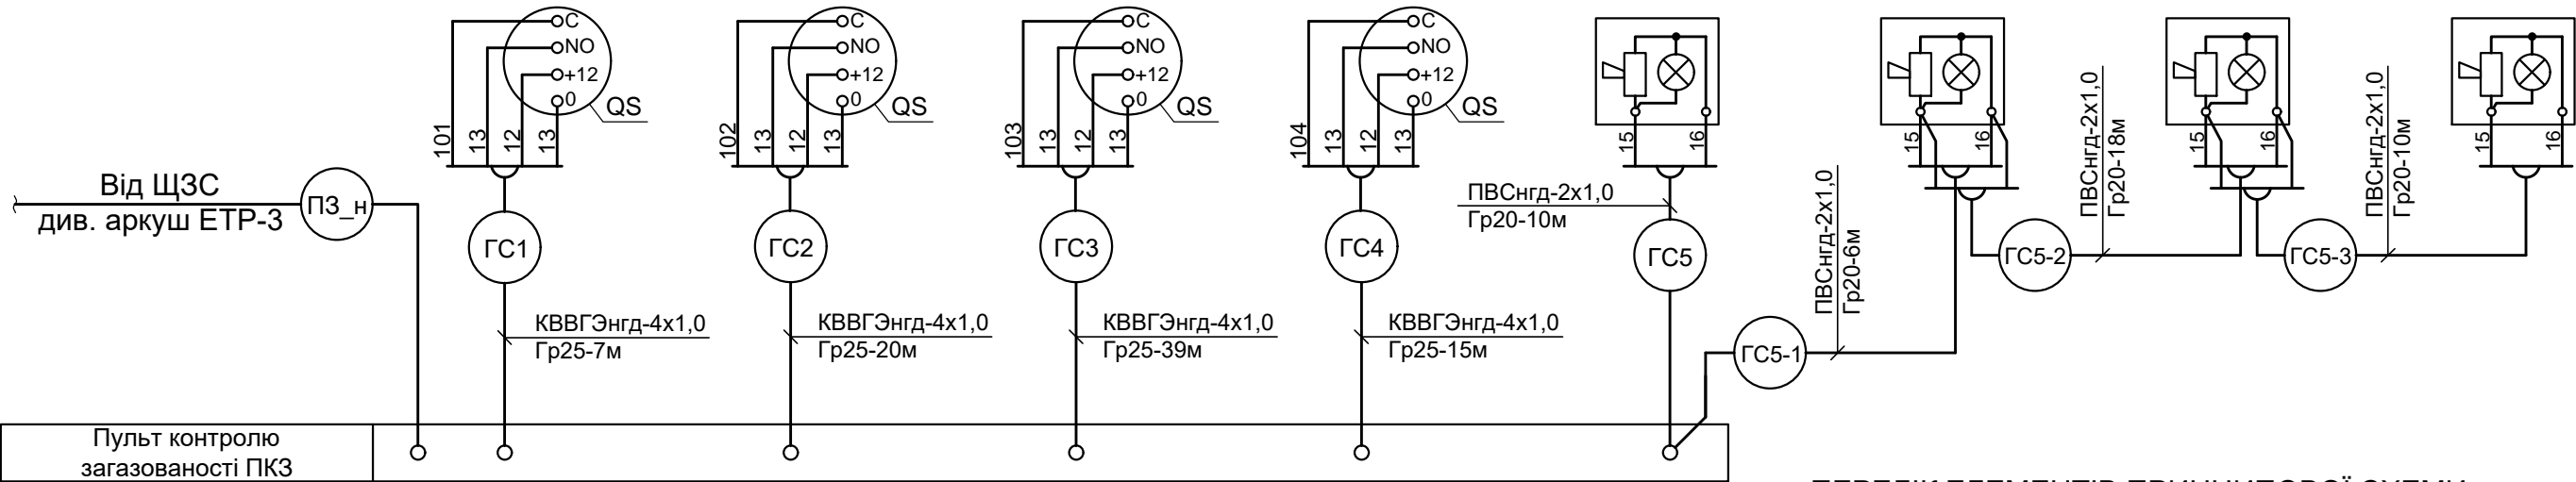 C
NO
+12
0
QS
101
13
12
13
C
NO
+12
0
QS
102
13
12
13
C
NO
+12
0
QS
103
13
12
13
C
NO
+12
0
QS
104
13
12
13
15
16
15
16
15
16
15
16
Від ЩЗС
див. аркуш ЕТР-3
ПЗ_н
ГС1
ГС2
ГС3
ГС4
ГС5
ГС5-1
ГС5-2
ГС5-3
КВВГЭнгд-4х1,0
Гр25-7м
КВВГЭнгд-4х1,0
Гр25-20м
КВВГЭнгд-4х1,0
Гр25-39м
КВВГЭнгд-4х1,0
Гр25-15м
ПВСнгд-2х1,0
Гр20-10м
ПВСнгд-2х1,0
Гр20-6м
ПВСнгд-2х1,0
Гр20-18м
ПВСнгд-2х1,0
Гр20-10м
Пульт контролю
загазованості ПКЗ